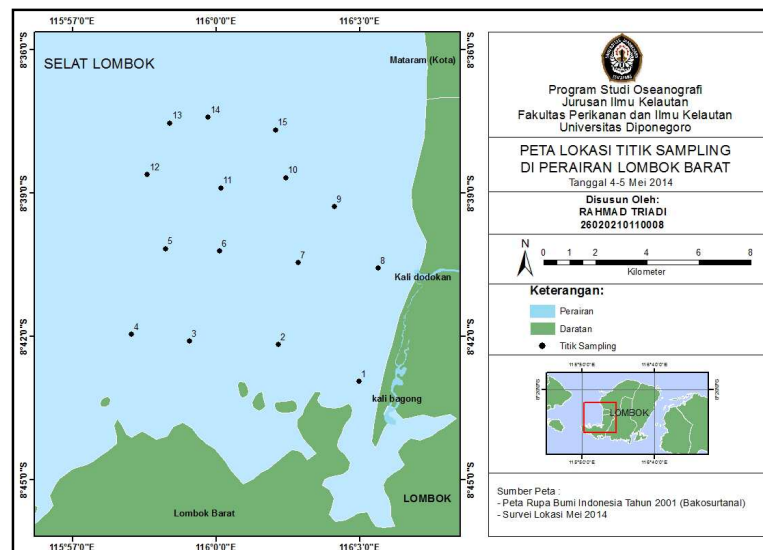 115°57'0"E 116°0'0"E 116°3'0"E
8°36'0"S 8°36'0"S
SELAT LOMBOK
Mataram (Kota)
13
14
15
12
8°39'0"S 8°39'0"S
11
10
9
5
6
7
8
Kali dodokan
4
3
2
8°42'0"S 8°42'0"S
1
kali bagong
8°45'0"S 8°45'0"S
LOMBOK
Lombok Barat
115°57'0"E 116°0'0"E 116°3'0"E
Program Studi Oseanografi
Jurusan Ilmu Kelautan
Fakultas Perikanan dan Ilmu Kelautan
Universitas Diponegoro
PETA LOKASI TITIK SAMPLING
DI PERAIRAN LOMBOK BARAT
Tanggal 4-5 Mei 2014
Disusun Oleh:
RAHMAD TRIADI
26020210110008
N
0 1 2 4 6 8
Kilometer
Keterangan:
Perairan
Daratan
Titik Sampling
LOMBOK
Sumber Peta :
- Peta Rupa Bumi Indonesia Tahun 2001 (Bakosurtanal)
- Survei Lokasi Mei 2014